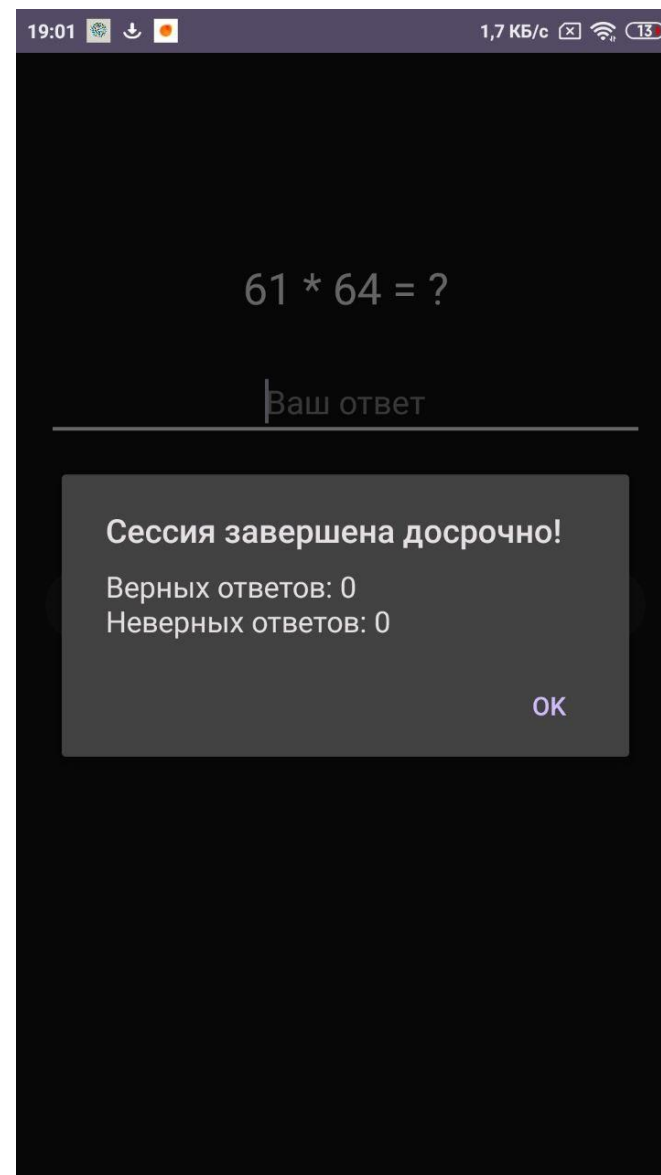 19:01 1,7 КБ/с 13
61 * 64 = ?
Ваш ответ
Сессия завершена досрочно!
Верных ответов: 0
Неверных ответов: 0
OK